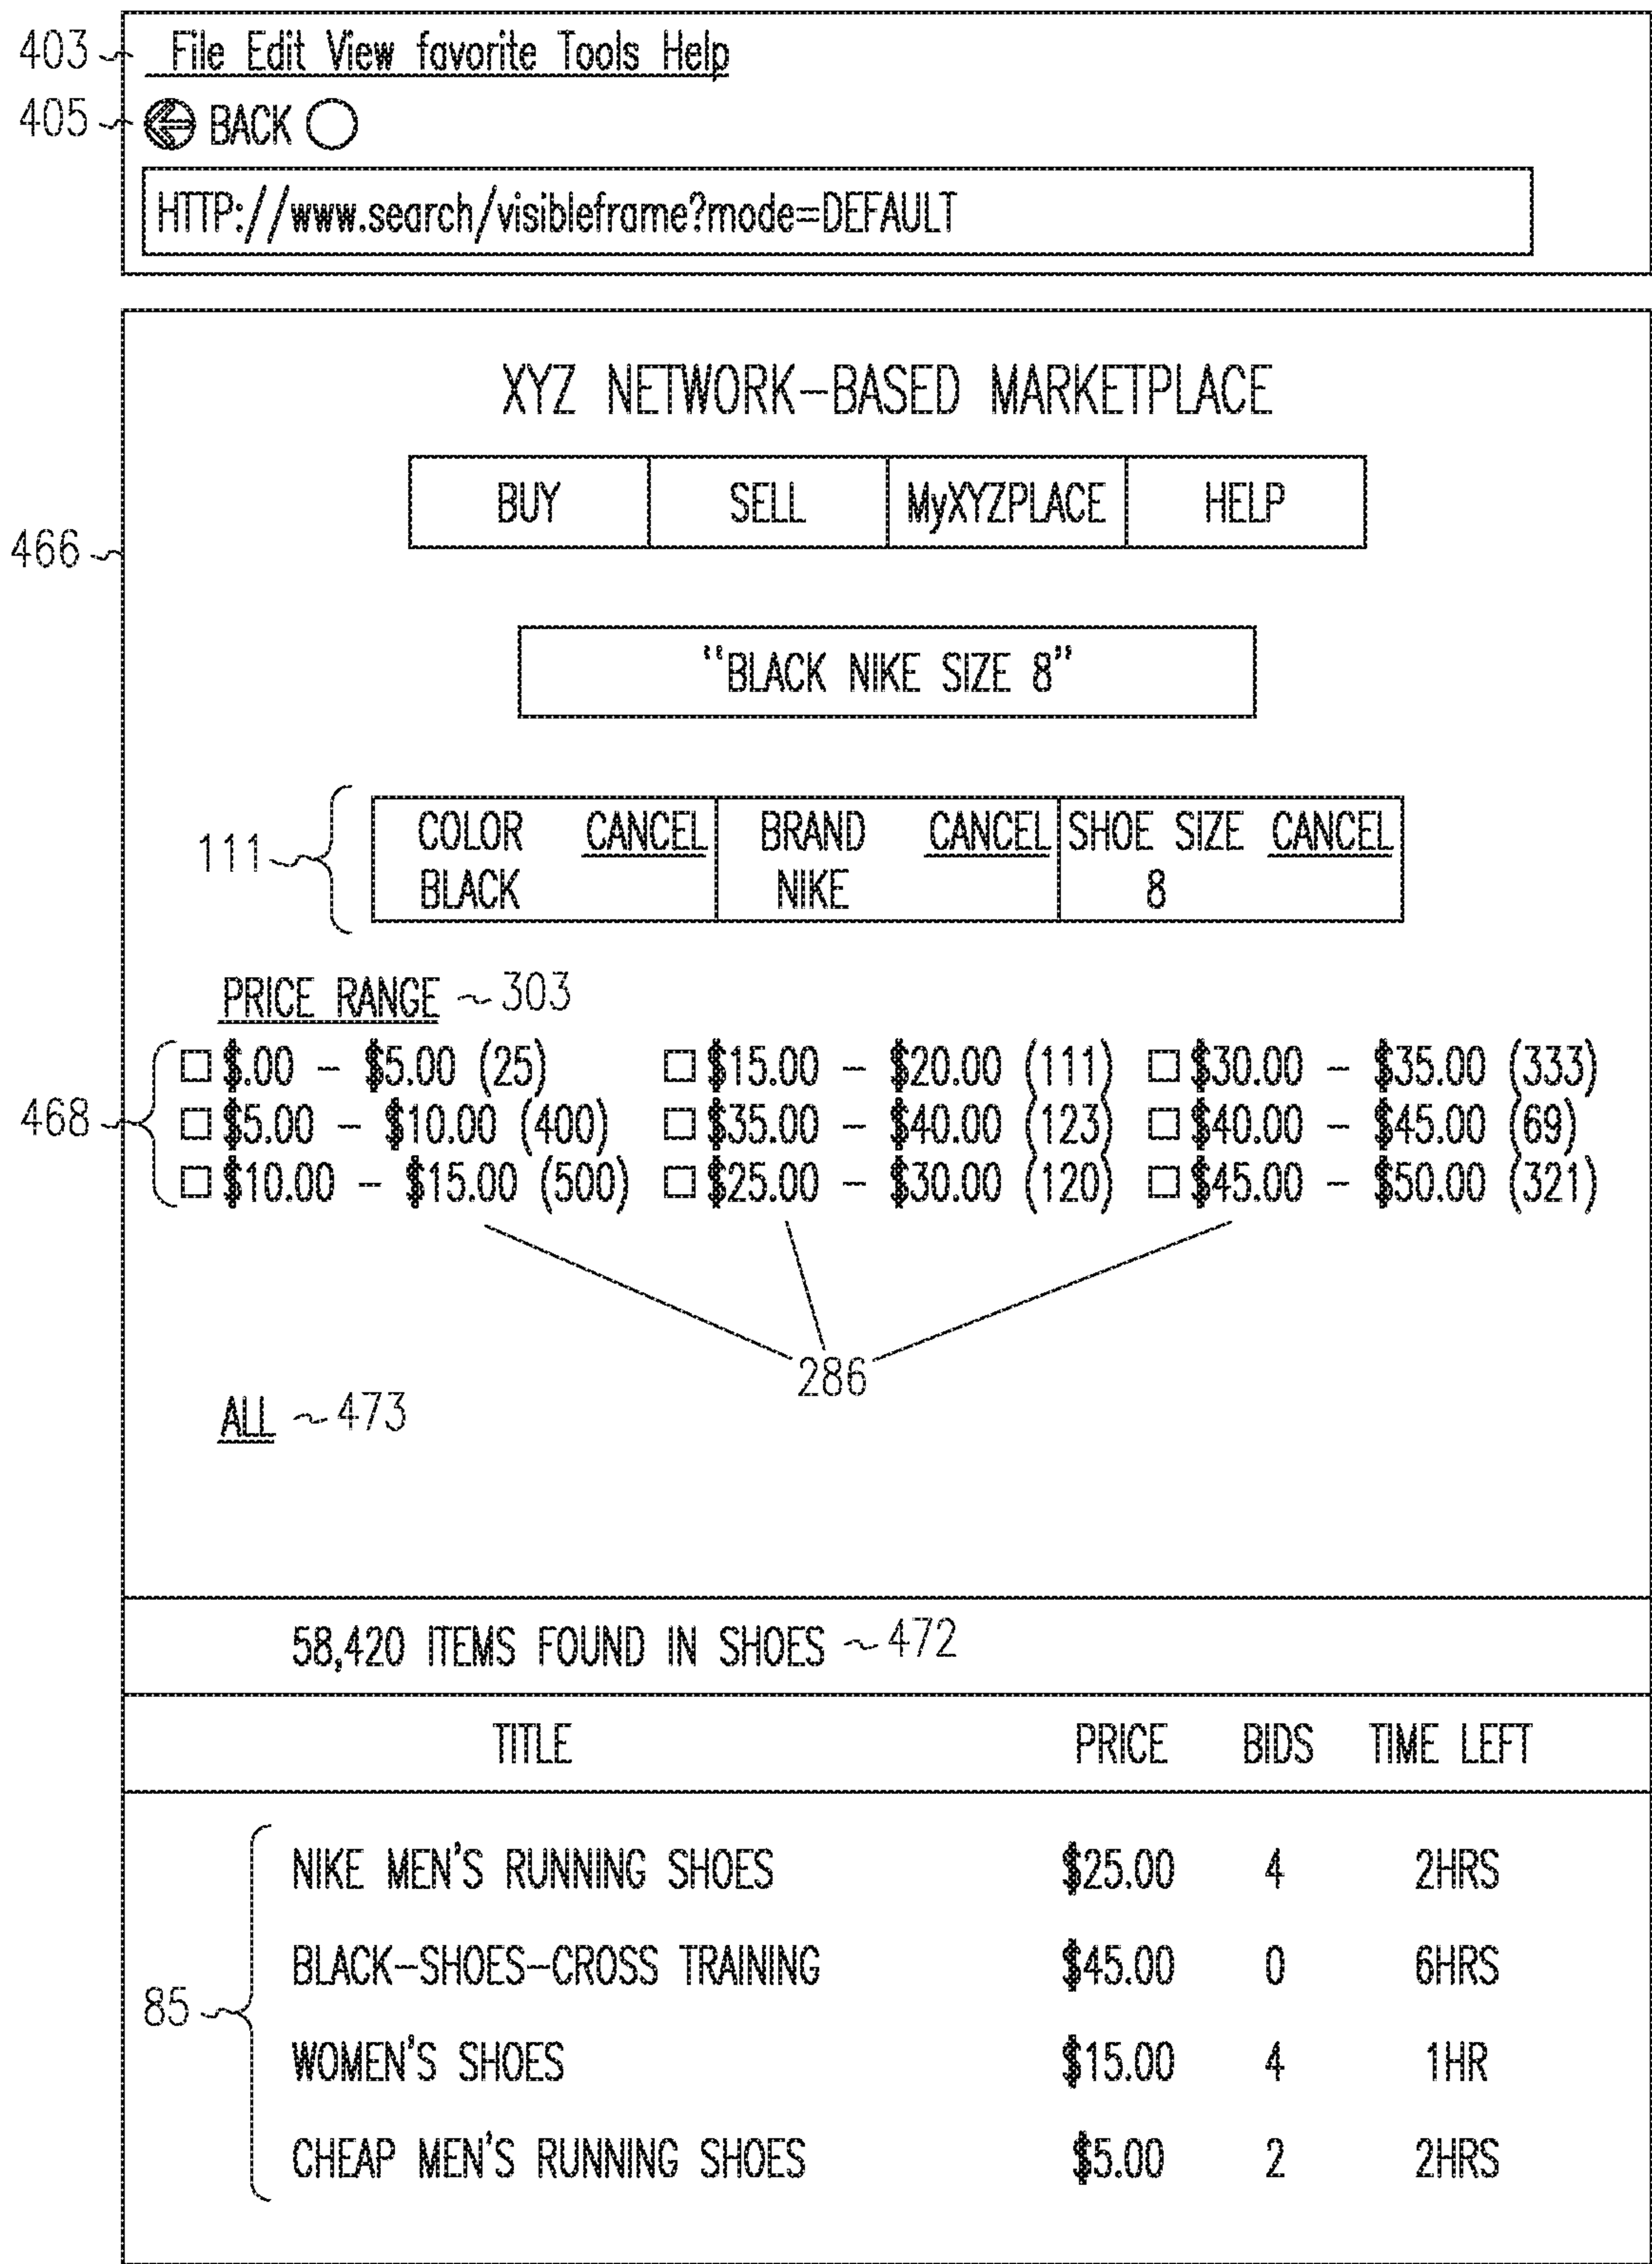 403 File Edit View favorite Tools Help
405 BACK
HTTP://www.search/visibleframe?mode=DEFAULT
XYZ NETWORK-BASED MARKETPLACE
BUY SELL MyXYZPLACE HELP
466
"BLACK NIKE SIZE 8"
COLOR CANCEL BRAND CANCEL SHOE SIZE CANCEL
111
BLACK NIKE 8
PRICE RANGE ~303
$.00 - $5.00 (25) $15.00 - $20.00 (111) $30.00 - $35.00 (333)
468 $5.00 - $10.00 (400) $35.00 - $40.00 (123) $40.00 - $45.00 (69)
$10.00 - $15.00 (500) $25.00 - $30.00 (120) $45.00 - $50.00 (321)
286
ALL ~473
58,420 ITEMS FOUND IN SHOES ~472
TITLE PRICE BIDS TIME LEFT
NIKE MEN'S RUNNING SHOES $25.00 4 2HRS
BLACK-SHOES-CROSS TRAINING $45.00 0 6HRS
85
WOMEN'S SHOES $15.00 4 1HR
CHEAP MEN'S RUNNING SHOES $5.00 2 2HRS